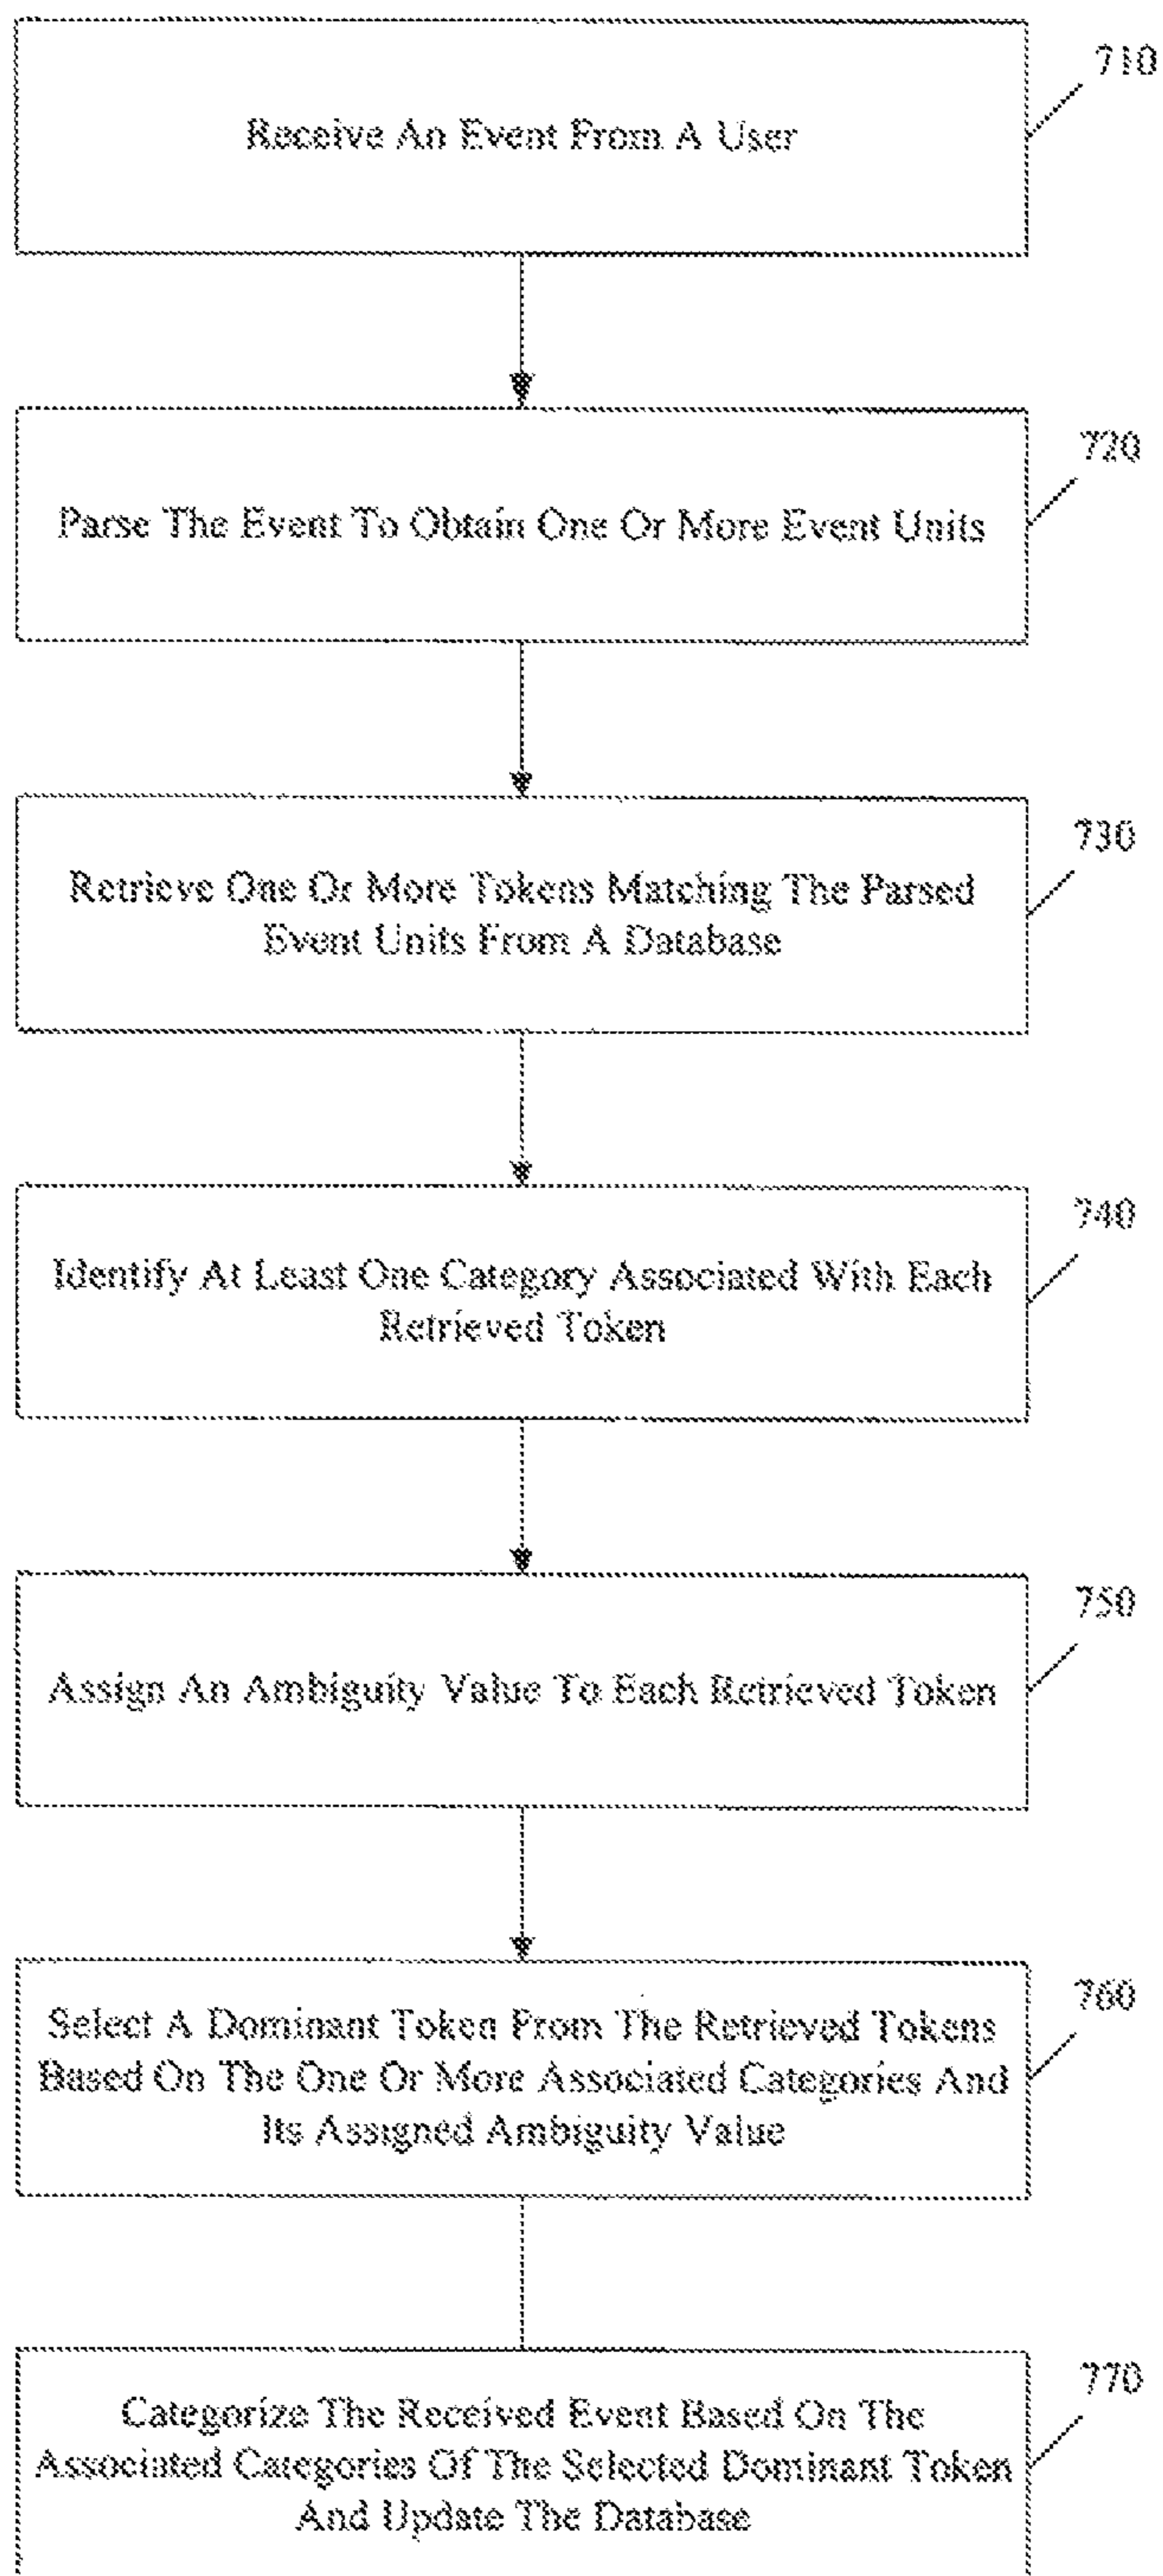 710
Receive An Event From A User
720
Parse The Event To Obtain One Or More Event Units
730
Retrieve One Or More Tokens Matching The Parsed
Event Units From A Database
740
Identify At Least One Category Associated With Each
Retrieved Token
750
Assign An Ambiguity Value To Each Retrieved Token
760
Select A Dominant Token From The Retrieved Tokens
Based On The One Or More Associated Categories And
Its Assigned Ambiguity Value
770
Categorize The Received Event Based On The
Associated Categories Of The Selected Dominant Token
And Update The Database